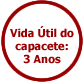 Vida Útil do
capacete:
3 Anos